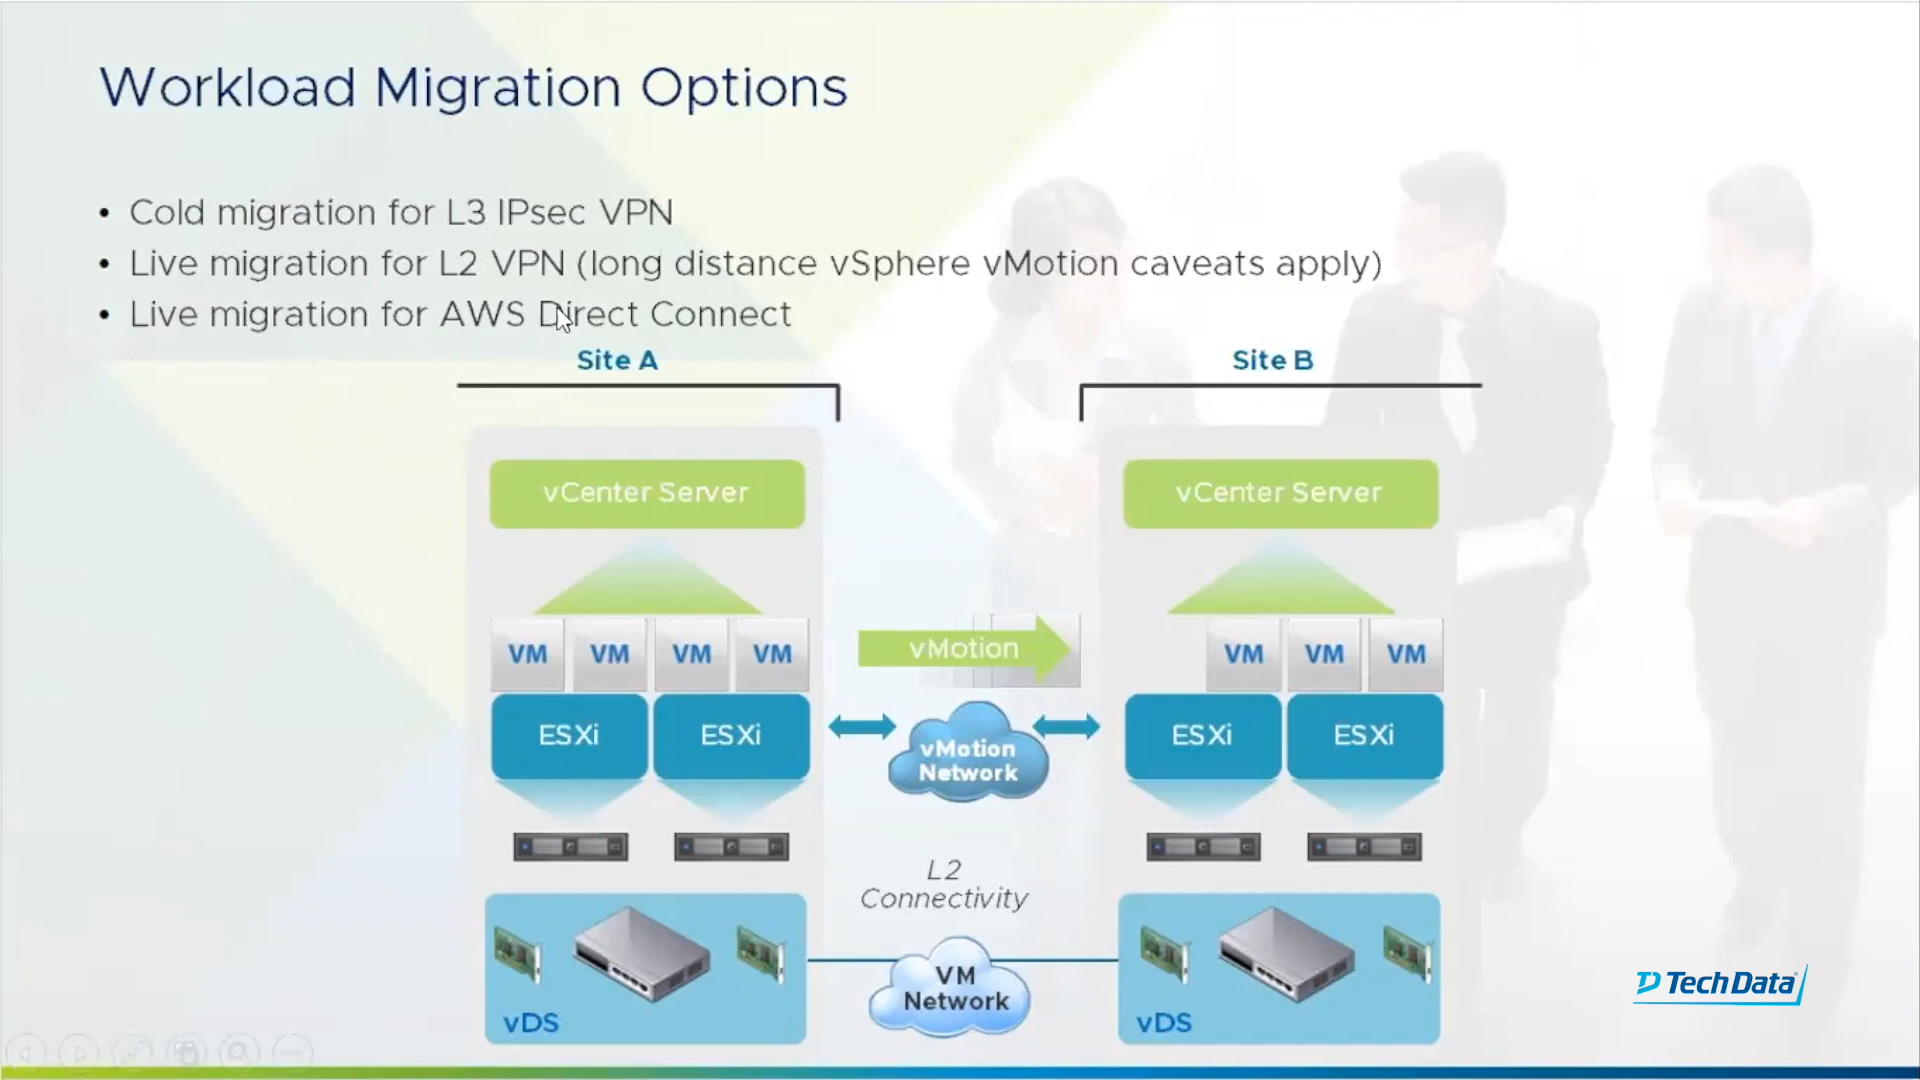 Workload Migration Options
• Cold migration for L3 IPsec VPN
• Live migration for L2 VPN (long distance vSphere vMotion caveats apply)
• Live migration for AWS Direct Connect
Site A
Site B
vCenter Server
vCenter Server
VM VM VM VM
vMotion
VM VM VM
ESXi ESXi
vMotion
Network
ESXi ESXi
L2
Connectivity
VM
Network
vDS
vDS
Tech Data